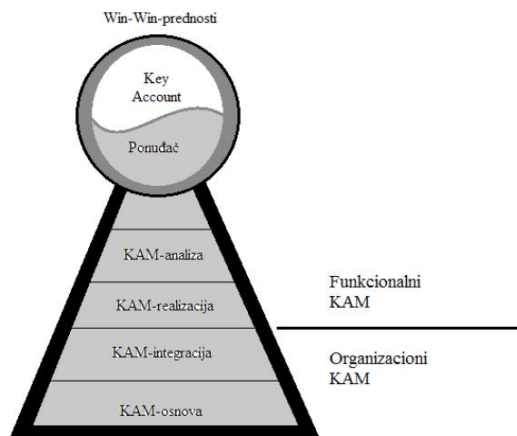 Win-Win-prednosti
Key
Account
Ponuđač
KAM-analiza
KAM-realizacija
KAM-integracija
KAM-osnova
Funkcionalni
KAM
Organizacioni
KAM